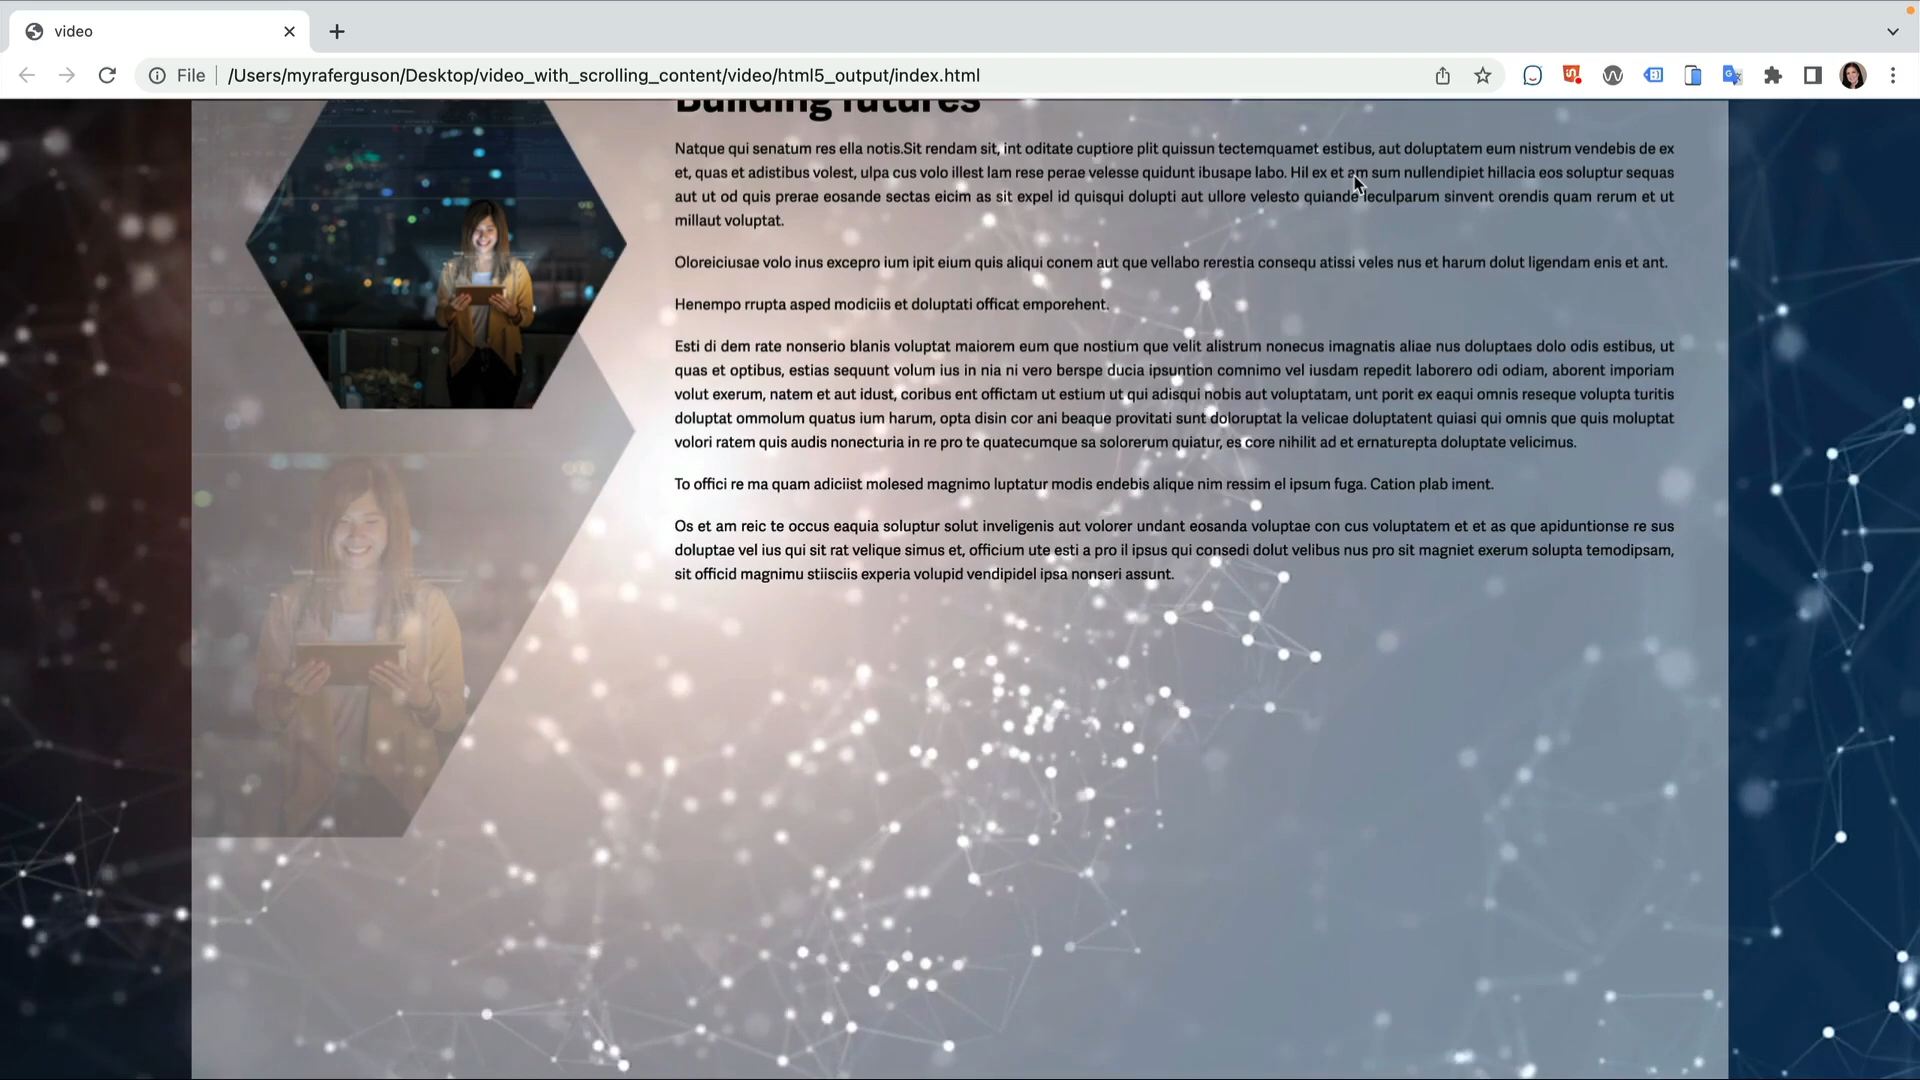 video
File
/Users/myraferguson/Desktop/video_with_scrolling_content/video/html5_output/index.html
Building futures
Natque qui senatum res ella notis.Sit rendam sit, int oditate cuptiore plit quissun tectemquamet estibus, aut doluptatem eum nistrum vendebis de ex
et, quas et adistibus volest, ulpa cus volo illest lam rese perae velesse quidunt ibusape labo. Hil ex et am sum nullendipiet hillacia eos soluptur sequas
aut ut od quis prerae eosande sectas eicim as sit expel id quisqui dolupti aut ullore velesto quiande leculparum sinvent orendis quam rerum et ut
millaut voluptat.
Oloreiciusae volo inus excepro ium ipit eium quis aliqui conem aut que vellabo rerestia consequ atissi veles nus et harum dolut ligendam enis et ant.
Henempo rrupta asped modiciis et doluptati officat emporehent.
Esti di dem rate nonserio blanis voluptat maiorem eum que nostium que velit alistrum nonecus imagnatis aliae nus doluptaes dolo odis estibus, ut
quas et optibus, estias sequunt volum ius in nia ni vero berspe ducia ipsuntion comnimo vel iusdam repedit laborero odi odiam, aborent imporiam
volut exerum, natem et aut idust, coribus ent offictam ut estium ut qui adisqui nobis aut voluptatam, unt porit ex eaqui omnis reseque volupta turitis
doluptat ommolum quatus ium harum, opta disin cor ani beaque provitati sunt doloruptat la velicae doluptatent quiasi qui omnis que quis moluptat
volori ratem quis audis nonecturia in re pro te quatecumque sa solorerum quiatur, es core nihilit ad et ernaturepta doluptate velicimus.
To offici re ma quam adiciist molesed magnimo luptatur modis endebis alique nim ressim el ipsum fuga. Cation plab iment.
Os et am reic te occus eaquia soluptur solut inveligenis aut volorer undant eosanda voluptae con cus voluptatem et et as que apiduntionse re sus
doluptae vel ius qui sit rat velique simus et, officium ute esti a pro il ipsus qui consedi dolut velibus nus pro sit magniet exerum solupta temodipsam,
sit officid magnimu stiisciis experia volupid vendipidel ipsa nonseri assunt.